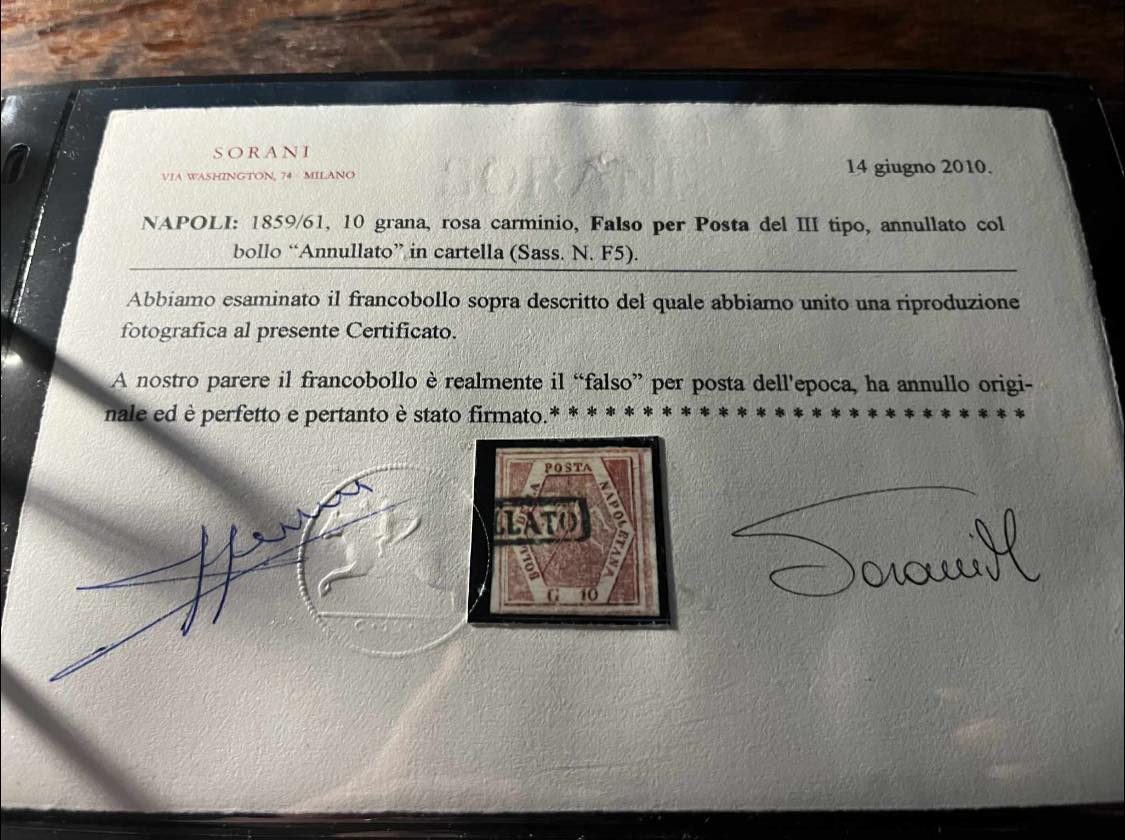 SORANI
VIA WASHINGTON, 74 MILANO
14 giugno 2010.
NAPOLI: 1859/61, 10 grana, rosa carminio, Falso per Posta del III tipo, annullato col
bollo “Annullato” in cartella (Sass. N. F5).
Abbiamo esaminato il francobollo sopra descritto del quale abbiamo unito una riproduzione
fotografica al presente Certificato.
A nostro parere il francobollo è realmente il “falso” per posta dell'epoca, ha annullo origi-
nale ed è perfetto e pertanto è stato firmato.* * * * * * * * * * * * * * * * * * * * * * * * *
POSTA
NAPOLETANA
LLATO
G 10
Sorani